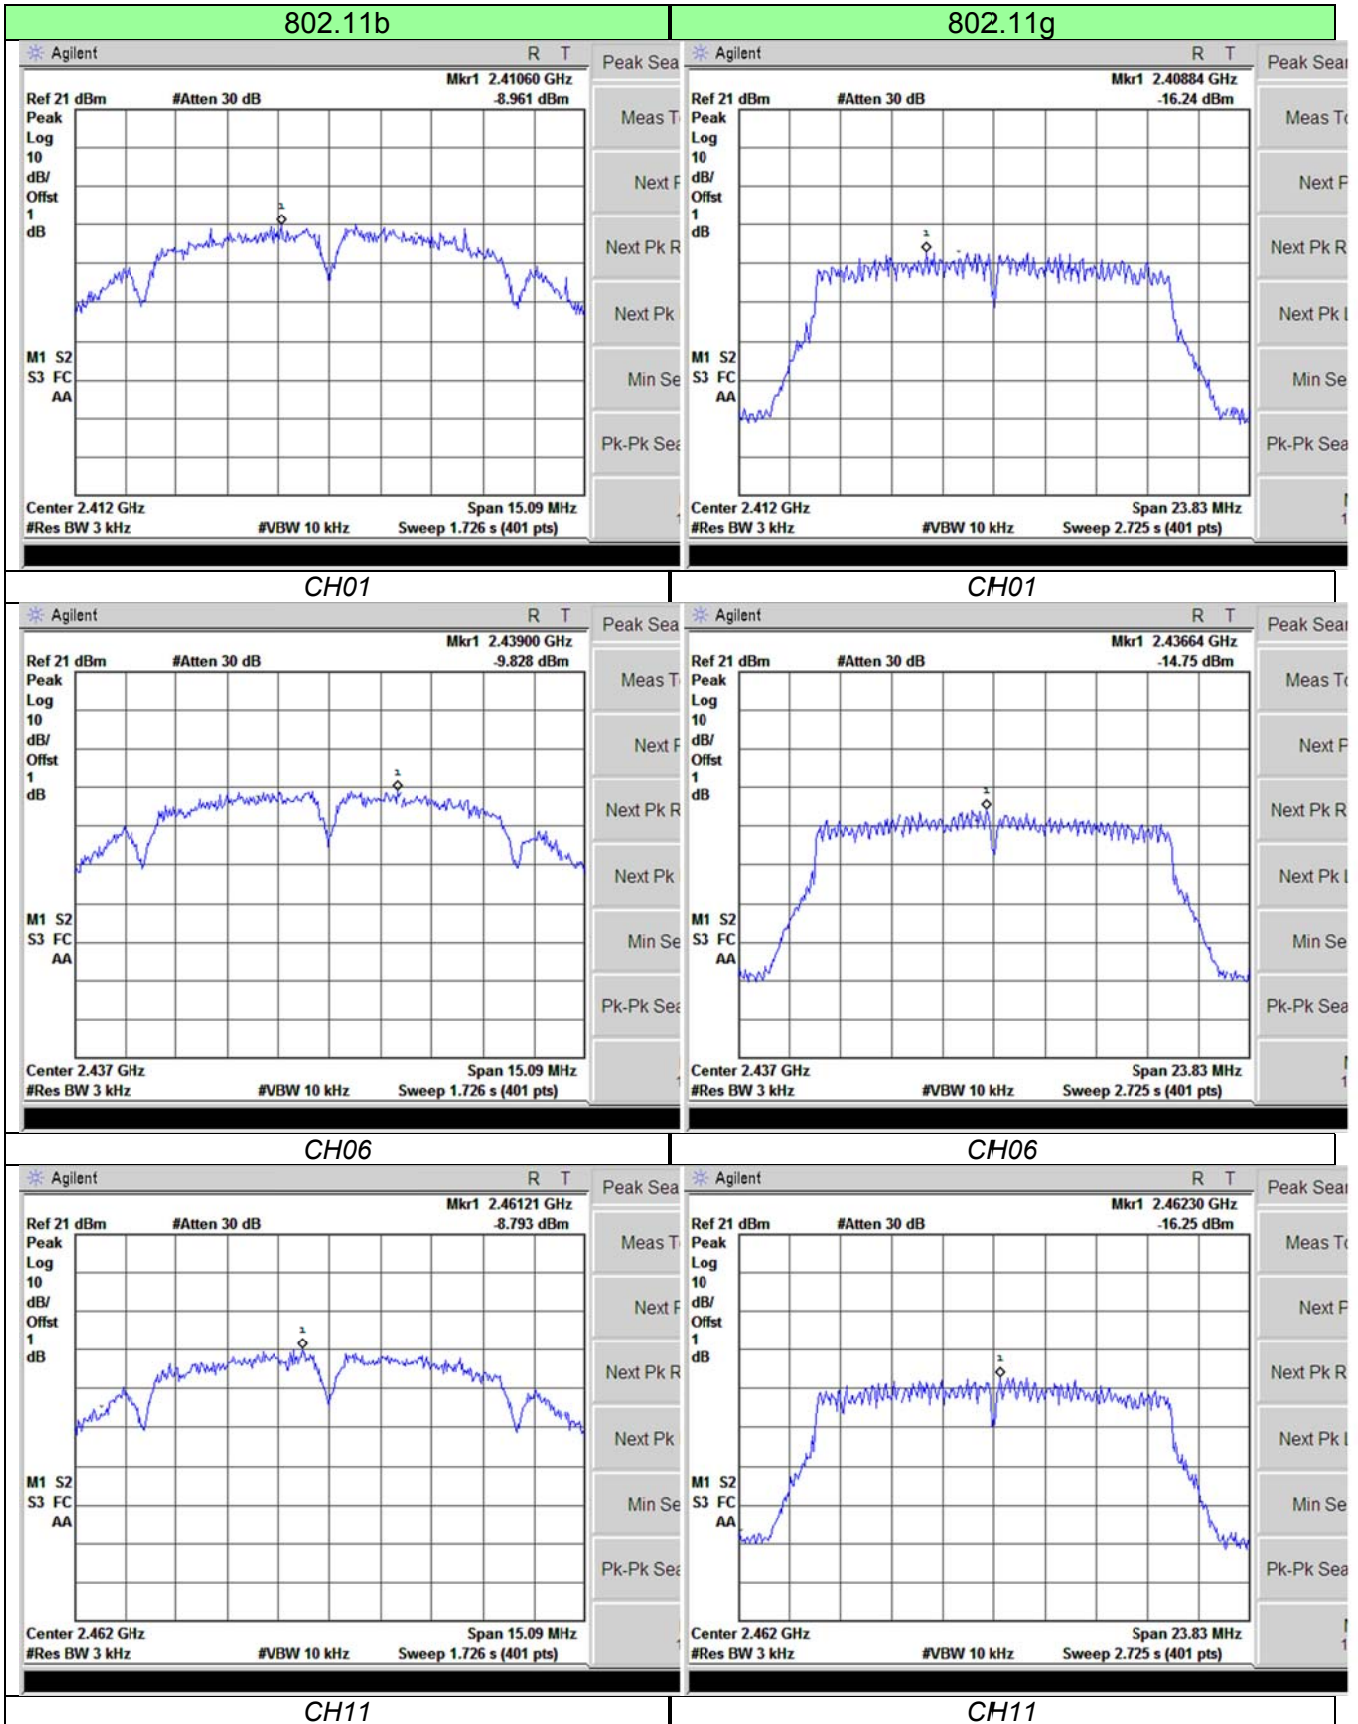 802.11b
802.11g
Agilent R T
Peak Sea
Mkr1 2.41060 GHz
Ref 21 dBm #Atten 30 dB -8.961 dBm
Peak
Log
10
dB/
Offst
1
dB
1
M1 S2
S3 FC
AA
Center 2.412 GHz Span 15.09 MHz
#Res BW 3 kHz #VBW 10 kHz Sweep 1.726 s (401 pts)
Meas T
Next P
Next Pk R
Next Pk
Min Se
Pk-Pk Sea
Agilent R T
Peak Sear
Mkr1 2.40884 GHz
Ref 21 dBm #Atten 30 dB -16.24 dBm
Peak
Log
10
dB/
Offst
1
dB
1
M1 S2
S3 FC
AA
Center 2.412 GHz Span 23.83 MHz
#Res BW 3 kHz #VBW 10 kHz Sweep 2.725 s (401 pts)
Meas To
Next P
Next Pk R
Next Pk L
Min Se
Pk-Pk Sea
CH01
CH01
Agilent R T
Peak Sea
Mkr1 2.43900 GHz
Ref 21 dBm #Atten 30 dB -9.828 dBm
Peak
Log
10
dB/
Offst
1
dB
1
M1 S2
S3 FC
AA
Center 2.437 GHz Span 15.09 MHz
#Res BW 3 kHz #VBW 10 kHz Sweep 1.726 s (401 pts)
Meas T
Next P
Next Pk R
Next Pk
Min Se
Pk-Pk Sea
Agilent R T
Peak Sear
Mkr1 2.43664 GHz
Ref 21 dBm #Atten 30 dB -14.75 dBm
Peak
Log
10
dB/
Offst
1
dB
1
M1 S2
S3 FC
AA
Center 2.437 GHz Span 23.83 MHz
#Res BW 3 kHz #VBW 10 kHz Sweep 2.725 s (401 pts)
Meas To
Next P
Next Pk R
Next Pk L
Min Se
Pk-Pk Sea
CH06
CH06
Agilent R T
Peak Sea
Mkr1 2.46121 GHz
Ref 21 dBm #Atten 30 dB -8.793 dBm
Peak
Log
10
dB/
Offst
1
dB
1
M1 S2
S3 FC
AA
Center 2.462 GHz Span 15.09 MHz
#Res BW 3 kHz #VBW 10 kHz Sweep 1.726 s (401 pts)
Meas T
Next P
Next Pk R
Next Pk
Min Se
Pk-Pk Sea
Agilent R T
Peak Sear
Mkr1 2.46230 GHz
Ref 21 dBm #Atten 30 dB -16.25 dBm
Peak
Log
10
dB/
Offst
1
dB
1
M1 S2
S3 FC
AA
Center 2.462 GHz Span 23.83 MHz
#Res BW 3 kHz #VBW 10 kHz Sweep 2.725 s (401 pts)
Meas To
Next P
Next Pk R
Next Pk L
Min Se
Pk-Pk Sea
CH11
CH11